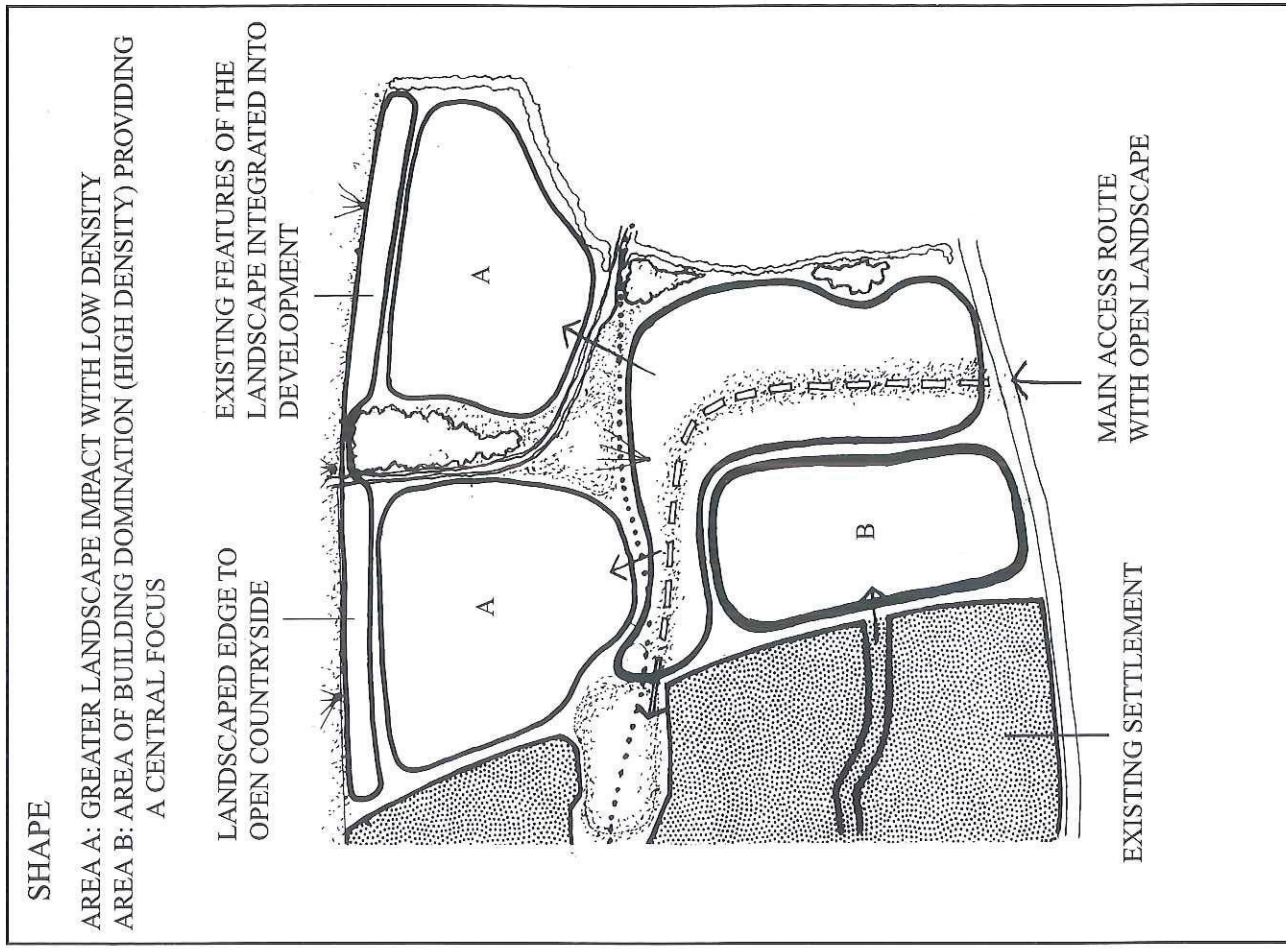 SHAPE
AREA A: GREATER LANDSCAPE IMPACT WITH LOW DENSITY
AREA B: AREA OF BUILDING DOMINATION (HIGH DENSITY) PROVIDING
A CENTRAL FOCUS
LANDSCAPED EDGE TO
OPEN COUNTRYSIDE
EXISTING FEATURES OF THE
LANDSCAPE INTEGRATED INTO
DEVELOPMENT
A
A
B
EXISTING SETTLEMENT
MAIN ACCESS ROUTE
WITH OPEN LANDSCAPE